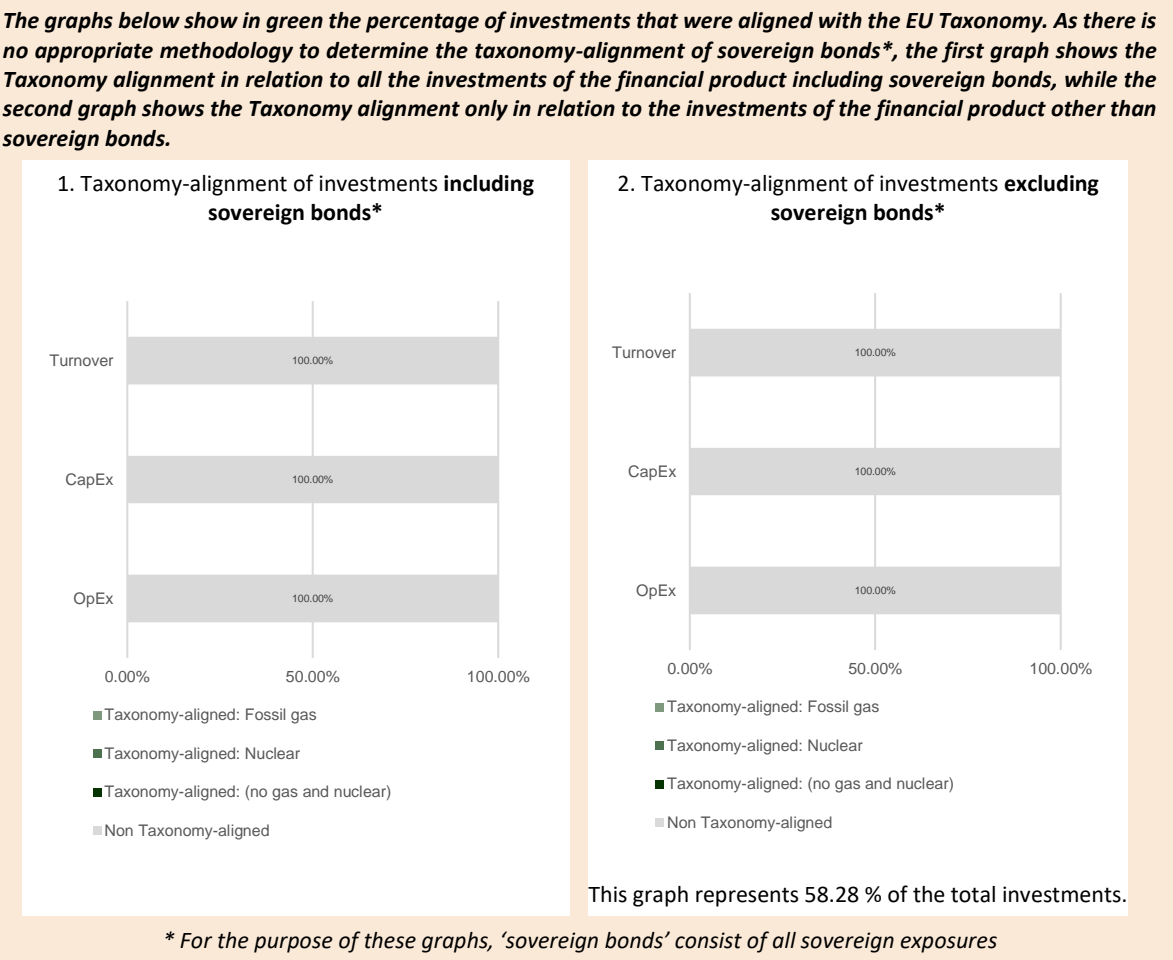 The graphs below show in green the percentage of investments that were aligned with the EU Taxonomy. As there is
no appropriate methodology to determine the taxonomy-alignment of sovereign bonds*, the first graph shows the
Taxonomy alignment in relation to all the investments of the financial product including sovereign bonds, while the
second graph shows the Taxonomy alignment only in relation to the investments of the financial product other than
sovereign bonds.
1. Taxonomy-alignment of investments including
sovereign bonds*
Turnover
100.00%
CapEx
100.00%
OpEx
100.00%
0.00% 50.00% 100.00%
Taxonomy-aligned: Fossil gas
Taxonomy-aligned: Nuclear
Taxonomy-aligned: (no gas and nuclear)
Non Taxonomy-aligned
2. Taxonomy-alignment of investments excluding
sovereign bonds*
Turnover
100.00%
CapEx
100.00%
OpEx
100.00%
0.00% 50.00% 100.00%
Taxonomy-aligned: Fossil gas
Taxonomy-aligned: Nuclear
Taxonomy-aligned: (no gas and nuclear)
Non Taxonomy-aligned
This graph represents 58.28 % of the total investments.
* For the purpose of these graphs, ‘sovereign bonds’ consist of all sovereign exposures